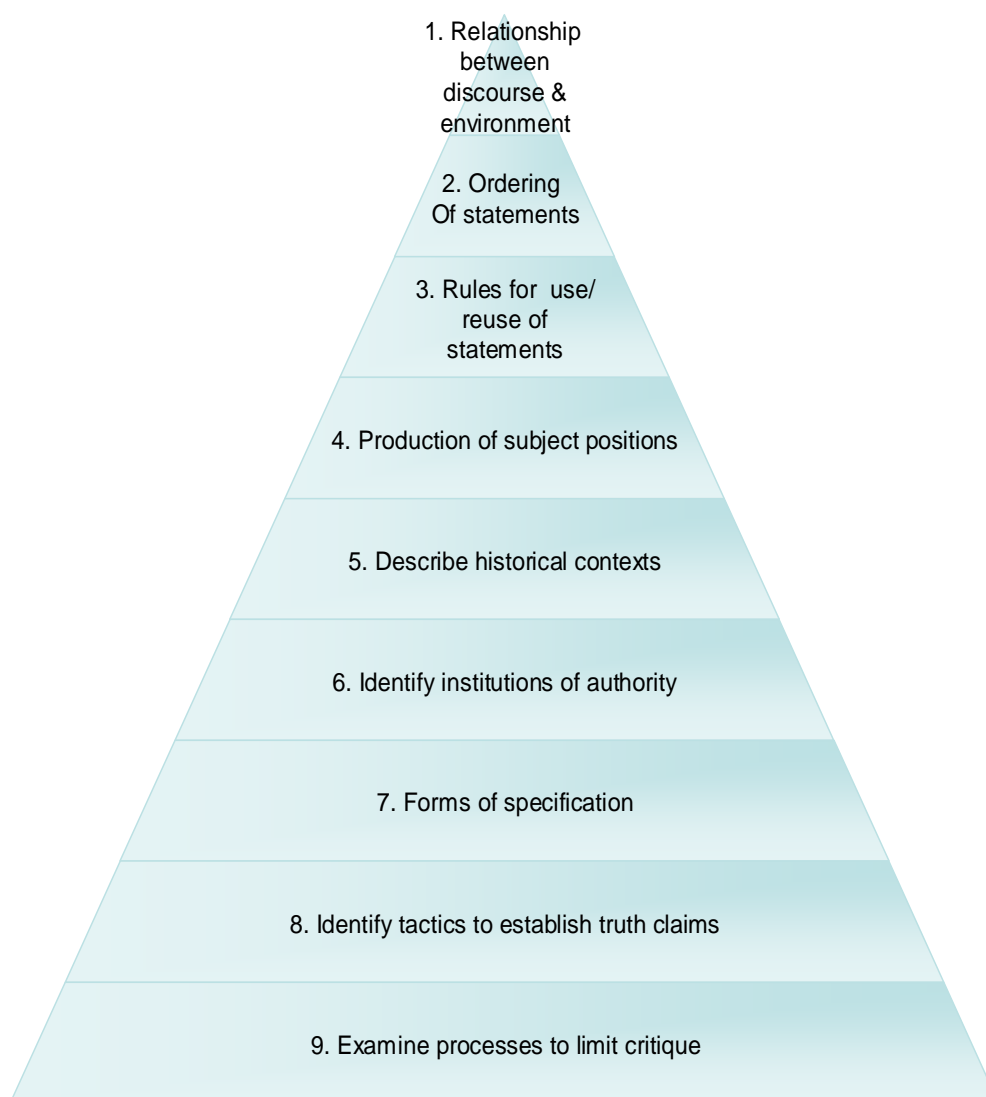 1. Relationship
between
discourse &
environment
2. Ordering
Of statements
3. Rules for use/
reuse of
statements
4. Production of subject positions
5. Describe historical contexts
6. Identify institutions of authority
7. Forms of specification
8. Identify tactics to establish truth claims
9. Examine processes to limit critique